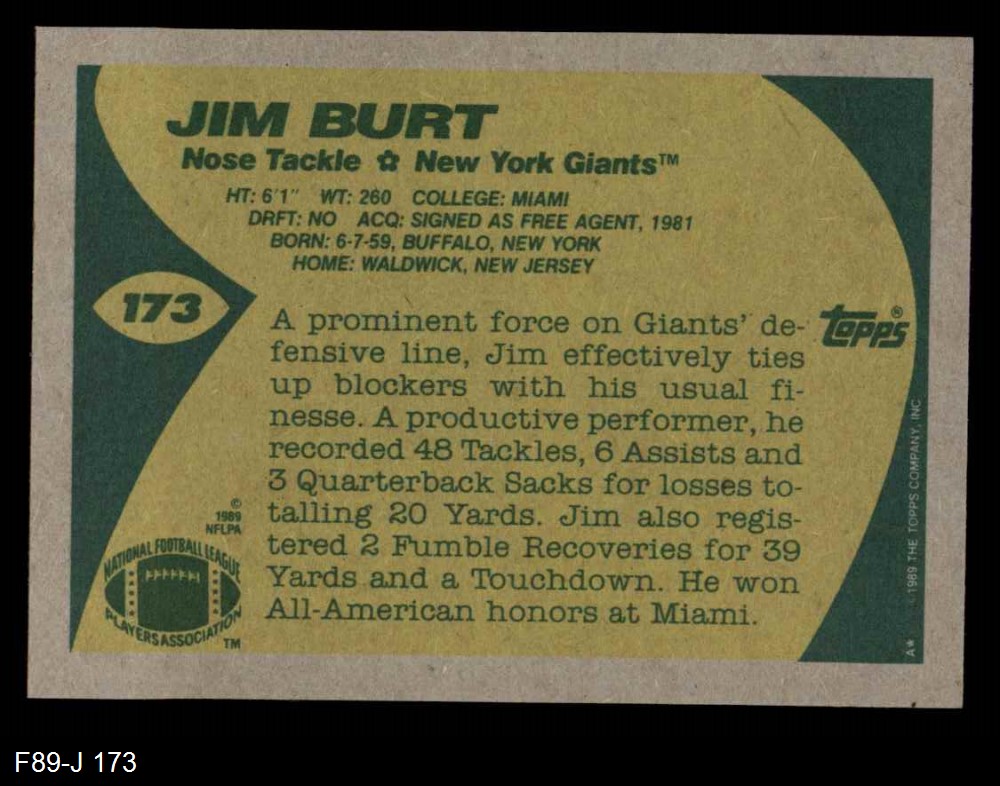 JIM BURT
Nose Tackle ✿ New York Giants™
HT: 6'1" WT: 260 COLLEGE: MIAMI
DRFT: NO ACQ: SIGNED AS FREE AGENT, 1981
BORN: 6-7-59, BUFFALO, NEW YORK
HOME: WALDWICK, NEW JERSEY
173
A prominent force on Giants' de-
fensive line, Jim effectively ties
up blockers with his usual fi-
nesse. A productive performer, he
recorded 48 Tackles, 6 Assists and
3 Quarterback Sacks for losses to-
talling 20 Yards. Jim also regis-
tered 2 Fumble Recoveries for 39
Yards and a Touchdown. He won
All-American honors at Miami.
topps®
©
1989
NFLPA
NATIONAL FOOTBALL LEAGUE
PLAYERS ASSOCIATION
™
A* © 1989 THE TOPPS COMPANY, INC
F89-J 173